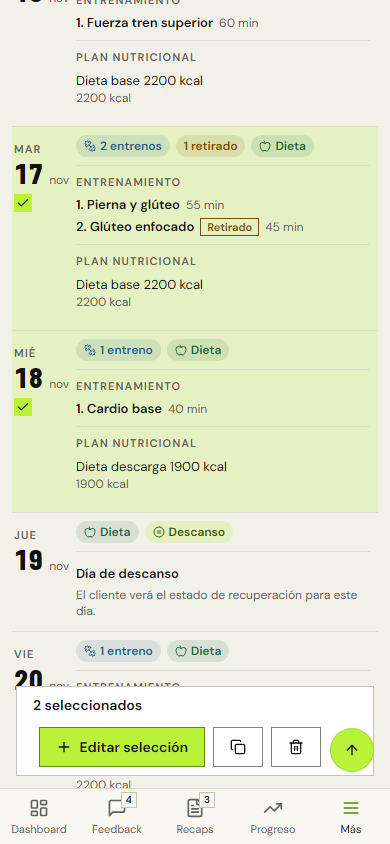 nov
1. Fuerza tren superior 60 min
PLAN NUTRICIONAL
Dieta base 2200 kcal
2200 kcal
MAR
17 nov
2 entrenos
1 retirado
Dieta
ENTRENAMIENTO
1. Pierna y glúteo 55 min
2. Glúteo enfocado Retirado 45 min
PLAN NUTRICIONAL
Dieta base 2200 kcal
2200 kcal
MIÉ
18 nov
1 entreno
Dieta
ENTRENAMIENTO
1. Cardio base 40 min
PLAN NUTRICIONAL
Dieta descarga 1900 kcal
1900 kcal
JUE
19 nov
Dieta
Descanso
Día de descanso
El cliente verá el estado de recuperación para este
día.
VIE
20
1 entreno
Dieta
2 seleccionados
+ Editar selección
2200 kcal
4
3
Dashboard
Feedback
Recaps
Progreso
Más